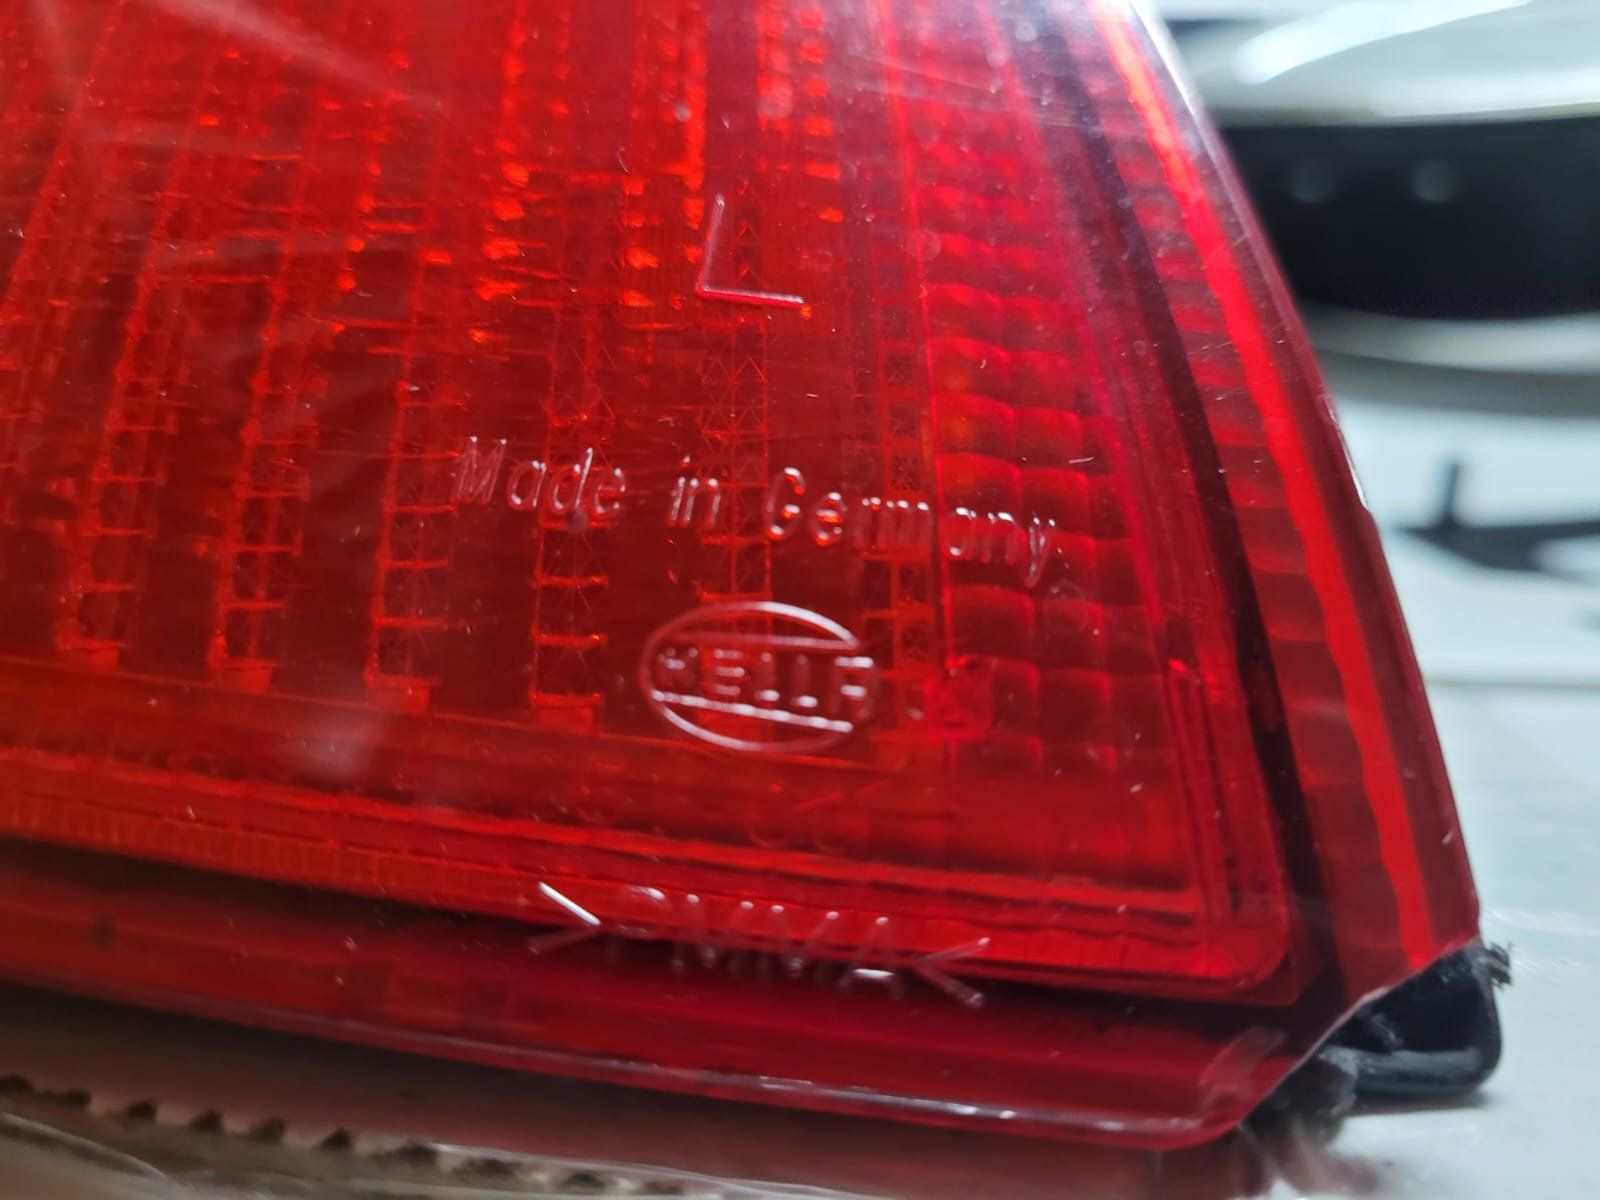 L
Made in Germany
HELLA
>PMMA<